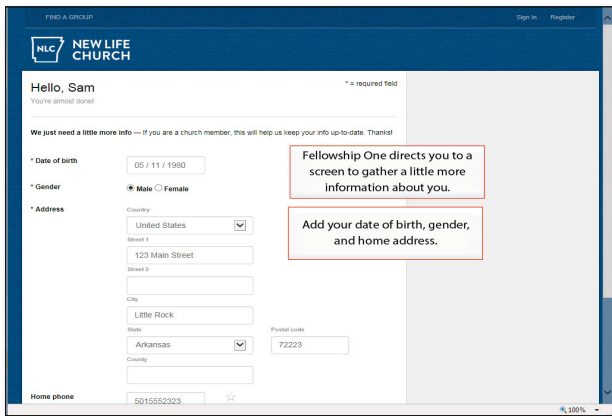 FIND A GROUP
Sign In Register
NLC NEW LIFE
CHURCH
Hello, Sam
* = required field
You're almost done!
We just need a little more info — If you are a church member, this will help us keep your info up-to-date. Thanks!
* Date of birth
05 / 11 / 1980
Fellowship One directs you to a
screen to gather a little more
information about you.
* Gender
Male Female
* Address
Country
United States
Add your date of birth, gender,
and home address.
Street 1
123 Main Street
Street 2
City
Little Rock
State
Postal code
Arkansas
72223
County
Home phone
5015552323
100%